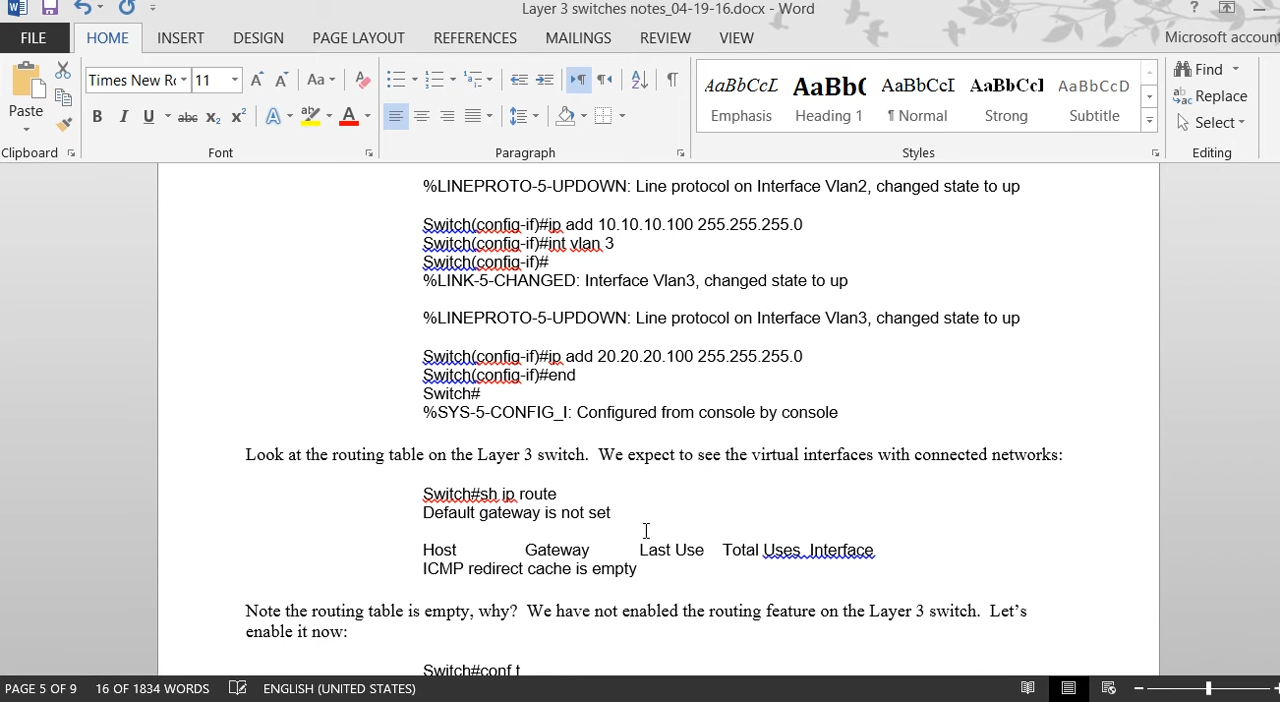 Layer 3 switches notes_04-19-16.docx - Word
FILE HOME INSERT DESIGN PAGE LAYOUT REFERENCES MAILINGS REVIEW VIEW Microsoft account
Paste
Times New Ro 11
Aa
AaBbCcL AaBbC AaBbCcI AaBbCcI AaBbCcD
Emphasis Heading 1 ¶ Normal Strong Subtitle
Find
Replace
Select
Clipboard Font Paragraph Styles Editing
%LINEPROTO-5-UPDOWN: Line protocol on Interface Vlan2, changed state to up
Switch(config-if)#ip add 10.10.10.100 255.255.255.0
Switch(config-if)#int vlan 3
Switch(config-if)#
%LINK-5-CHANGED: Interface Vlan3, changed state to up
%LINEPROTO-5-UPDOWN: Line protocol on Interface Vlan3, changed state to up
Switch(config-if)#ip add 20.20.20.100 255.255.255.0
Switch(config-if)#end
Switch#
%SYS-5-CONFIG_I: Configured from console by console
Look at the routing table on the Layer 3 switch.  We expect to see the virtual interfaces with connected networks:
Switch#sh ip route
Default gateway is not set
Host Gateway Last Use Total Uses  Interface
ICMP redirect cache is empty
Note the routing table is empty, why?  We have not enabled the routing feature on the Layer 3 switch.  Let’s
enable it now:
Switch#conf t
PAGE 5 OF 9 16 OF 1834 WORDS ENGLISH (UNITED STATES)